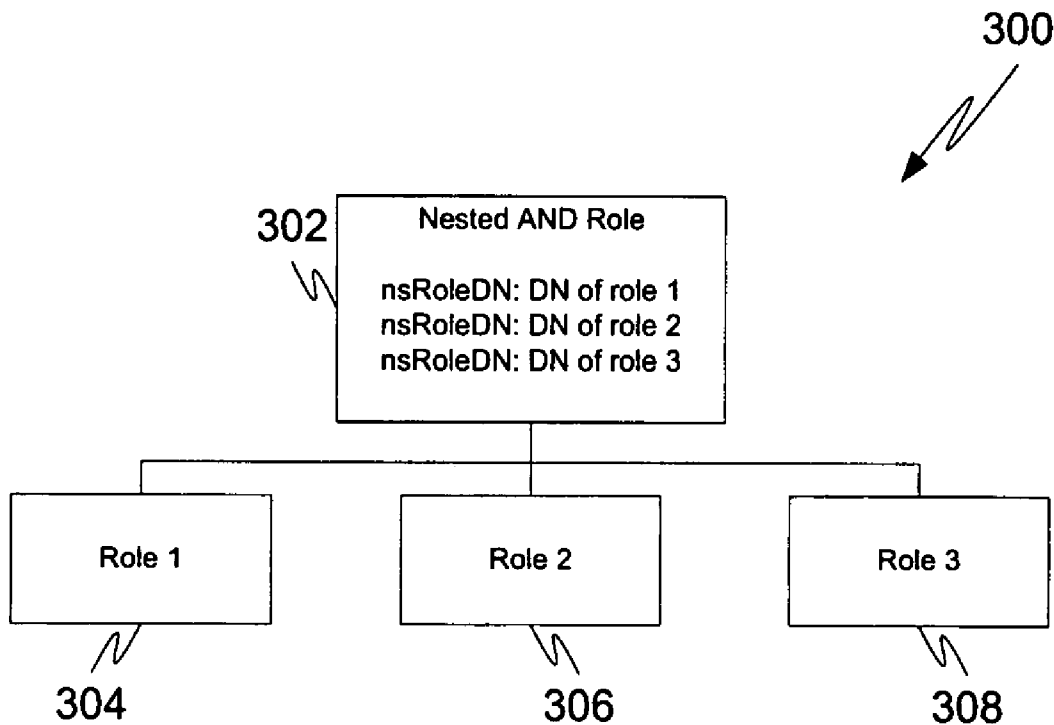 300
302
Nested AND Role
nsRoleDN: DN of role 1
nsRoleDN: DN of role 2
nsRoleDN: DN of role 3
Role 1
Role 2
Role 3
304
306
308